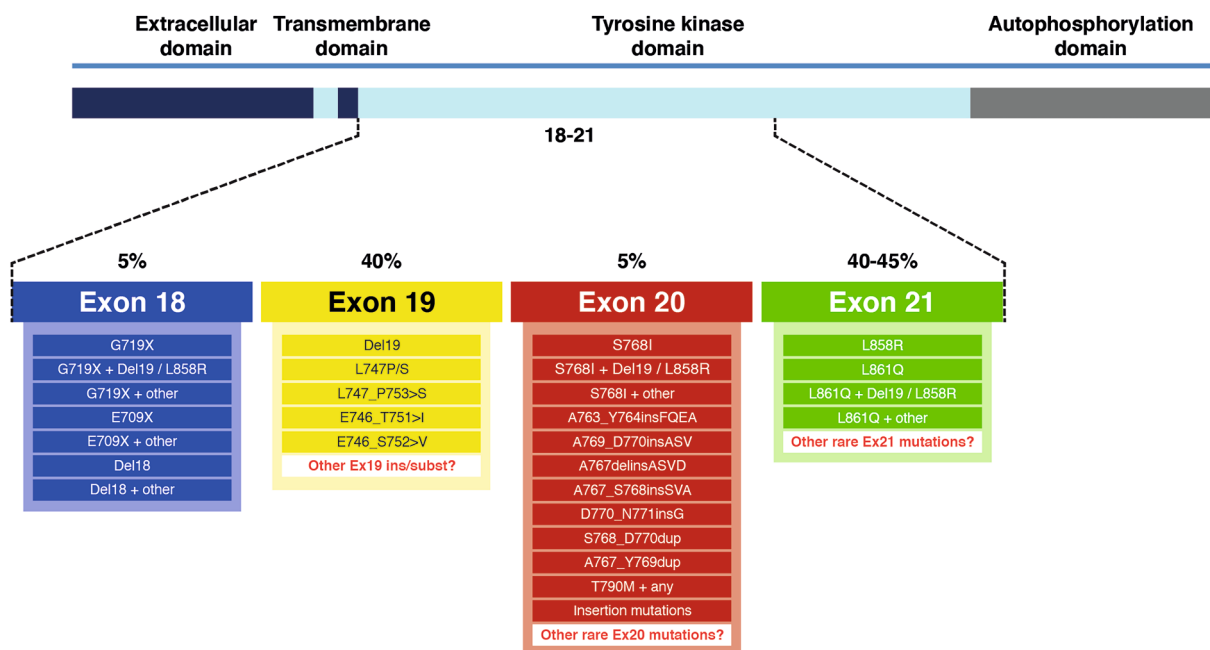 Extracellular domain
Transmembrane domain
Tyrosine kinase domain
Autophosphorylation domain
18-21
5%
40%
5%
40-45%
Exon 18
G719X
G719X + Del19 / L858R
G719X + other
E709X
E709X + other
Del18
Del18 + other
Exon 19
Del19
L747P/S
L747_P753>S
E746_T751>I
E746_S752>V
Other Ex19 ins/subst?
Exon 20
S768I
S768I + Del19 / L858R
S768I + other
A763_Y764insFQEA
A769_D770insASV
A767delinsASVD
A767_S768insSVA
D770_N771insG
S768_D770dup
A767_Y769dup
T790M + any
Insertion mutations
Other rare Ex20 mutations?
Exon 21
L858R
L861Q
L861Q + Del19 / L858R
L861Q + other
Other rare Ex21 mutations?